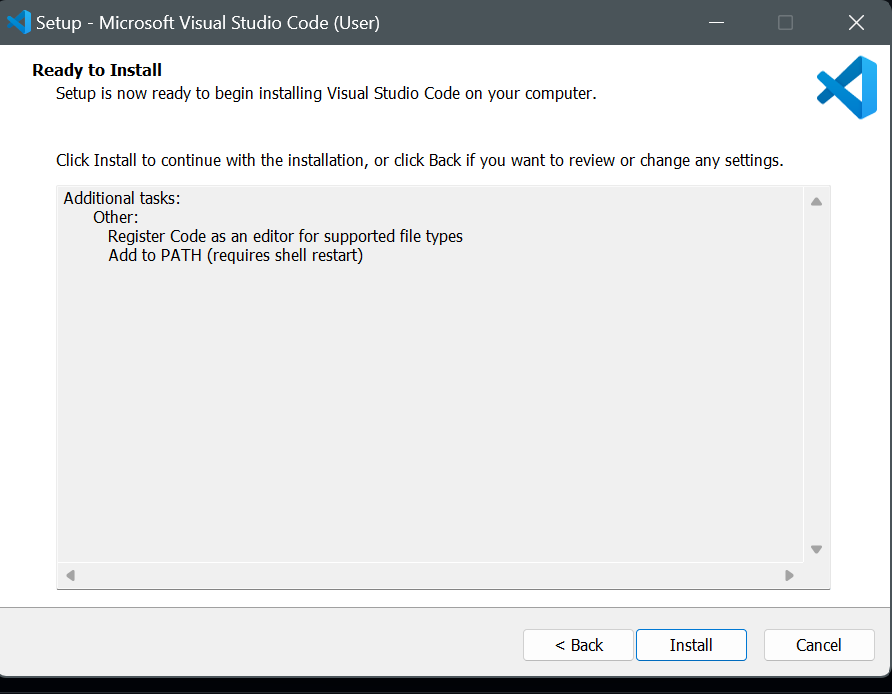 Setup - Microsoft Visual Studio Code (User)
Ready to Install
Setup is now ready to begin installing Visual Studio Code on your computer.
Click Install to continue with the installation, or click Back if you want to review or change any settings.
Additional tasks:
Other:
Register Code as an editor for supported file types
Add to PATH (requires shell restart)
< Back
Install
Cancel